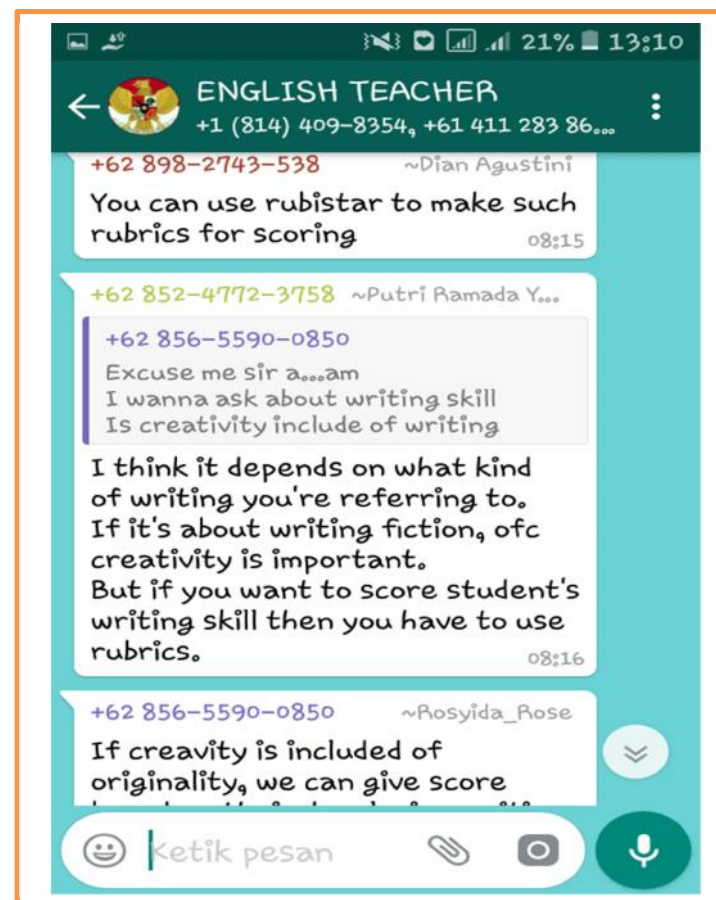 21% 13:10
ENGLISH TEACHER
+1 (814) 409-8354, +61 411 283 86...
+62 898-2743-538 ~Dian Agustini
You can use rubistar to make such
rubrics for scoring 08:15
+62 852-4772-3758 ~Putri Ramada Y...
+62 856-5590-0850
Excuse me sir a...am
I wanna ask about writing skill
Is creativity include of writing
I think it depends on what kind
of writing you're referring to.
If it's about writing fiction, ofc
creativity is important.
But if you want to score student's
writing skill then you have to use
rubrics. 08:16
+62 856-5590-0850 ~Rosyida_Rose
If creavity is included of
originality, we can give score
Ketik pesan